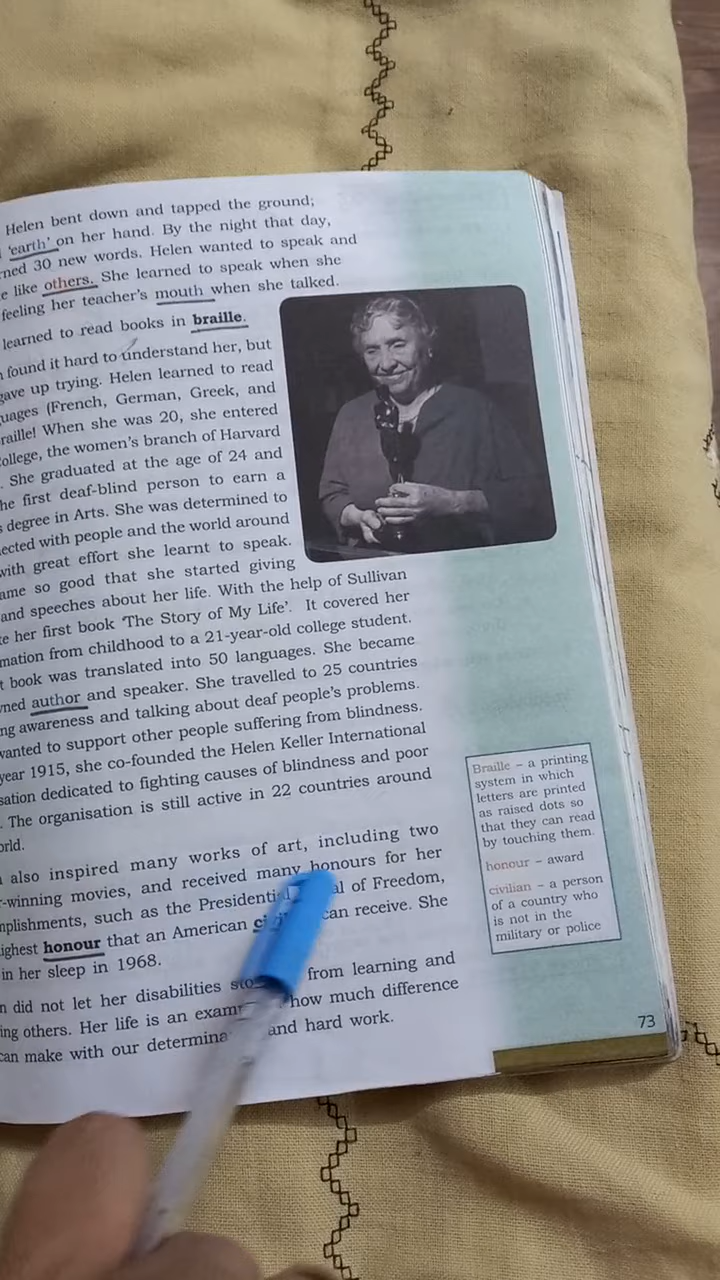 Helen bent down and tapped the ground;
'earth' on her hand. By the night that day,
rned 30 new words. Helen wanted to speak and
e like others. She learned to speak when she
feeling her teacher's mouth when she talked.
learned to read books in braille.
found it hard to understand her, but
gave up trying. Helen learned to read
uages (French, German, Greek, and
raille! When she was 20, she entered
ollege, the women's branch of Harvard
. She graduated at the age of 24 and
he first deaf-blind person to earn a
s degree in Arts. She was determined to
ected with people and the world around
with great effort she learnt to speak.
ame so good that she started giving
and speeches about her life. With the help of Sullivan
te her first book 'The Story of My Life'. It covered her
mation from childhood to a 21-year-old college student.
t book was translated into 50 languages. She became
wned author and speaker. She travelled to 25 countries
ng awareness and talking about deaf people's problems.
wanted to support other people suffering from blindness.
year 1915, she co-founded the Helen Keller International
sation dedicated to fighting causes of blindness and poor
. The organisation is still active in 22 countries around
orld.
also inspired many works of art, including two
r-winning movies, and received many honours for her
mplishments, such as the Presidenti al of Freedom,
ighest honour that an American can receive. She
in her sleep in 1968.
n did not let her disabilities from learning and
ing others. Her life is an how much difference
can make with our and hard work.
Braille – a printing
system in which
letters are printed
as raised dots so
that they can read
by touching them.
honour – award
civilian – a person
of a country who
is not in the
military or police
73